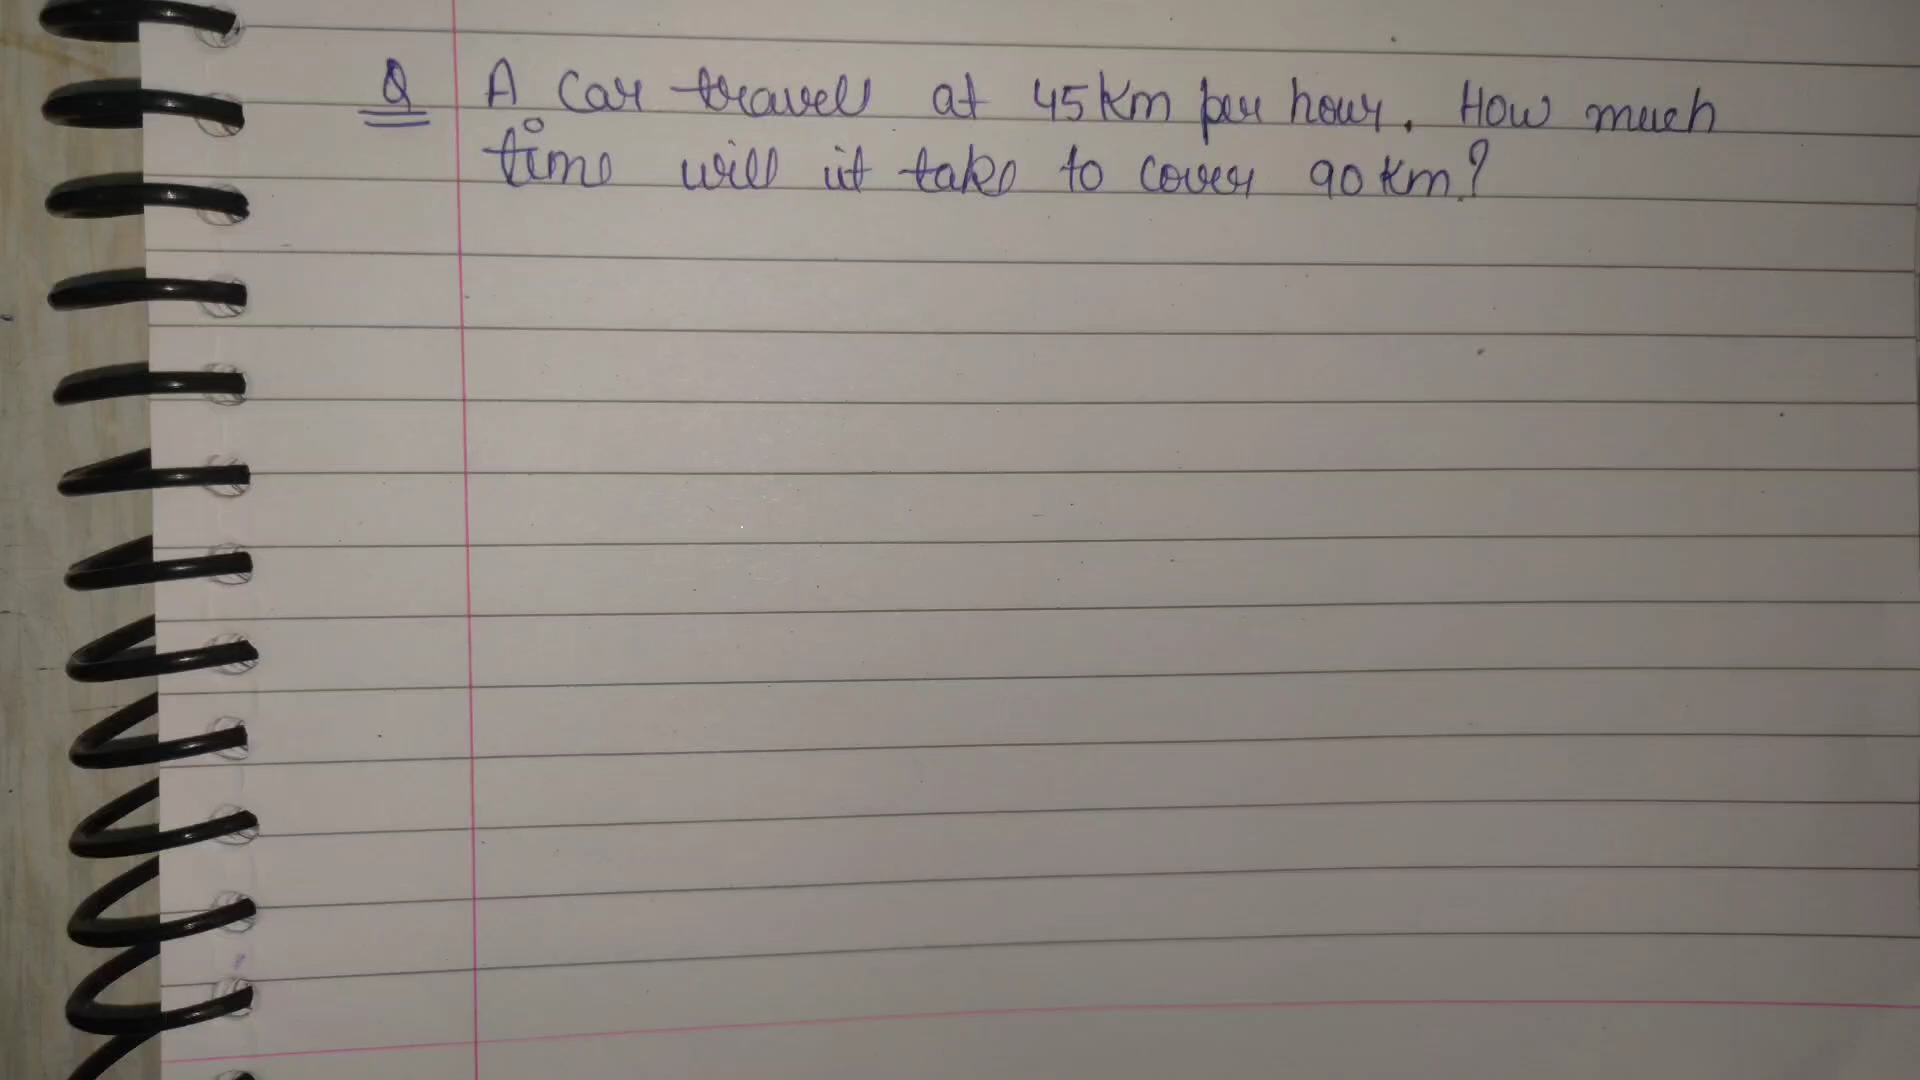 Q A car travels at 45 km per hour. How much
time will it take to cover 90 km?